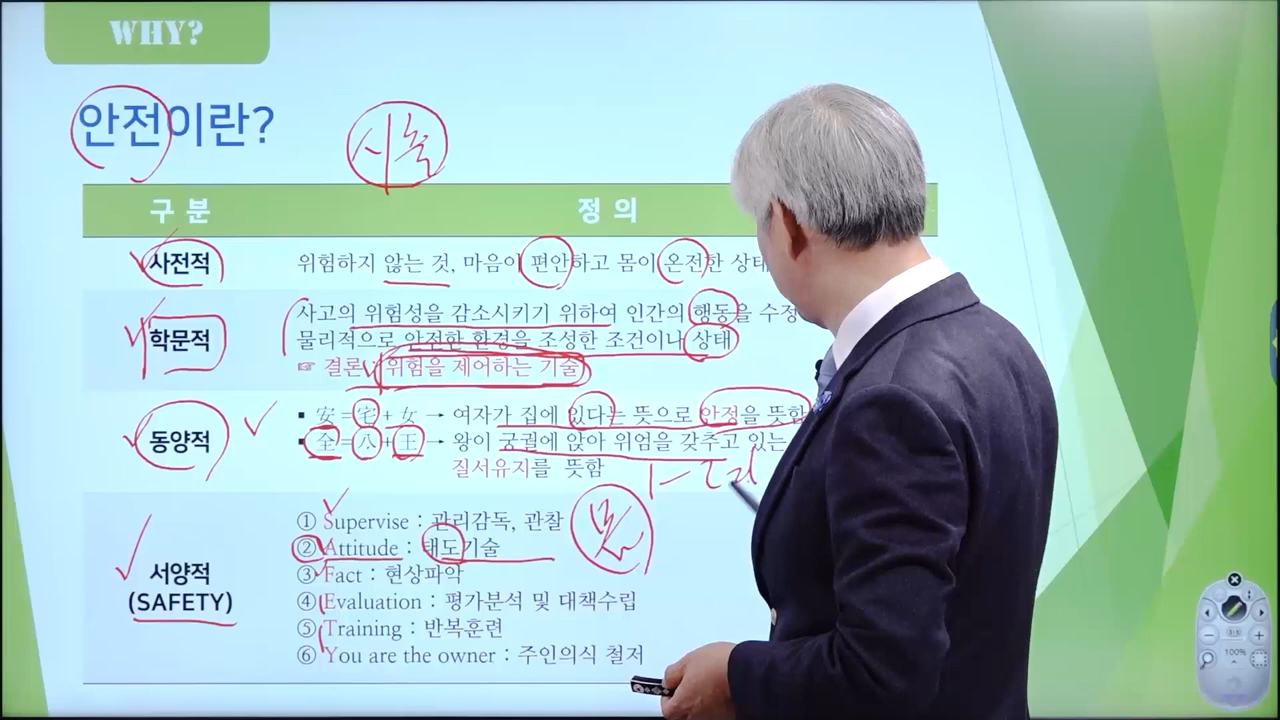 WHY?
안전이란?
시흥
구 분
정 의
사전적
위험하지 않는 것, 마음이 편안하고 몸이 온전한 상태
학문적
사고의 위험성을 감소시키기 위하여 인간의 행동을 수정
물리적으로 안전한 환경을 조성한 조건이나 상태
☞ 결론 : 위험을 제어하는 기술
동양적
▪ 安 = 宅 + 女 → 여자가 집에 있다는 뜻으로 안정을 뜻함
▪ 全 = 八 + 王 → 왕이 궁궐에 앉아 위엄을 갖추고 있는
질서유지를 뜻함
서양적
(SAFETY)
① Supervise : 관리감독, 관찰
② Attitude : 태도기술
③ Fact : 현상파악
④ Evaluation : 평가분석 및 대책수립
⑤ Training : 반복훈련
⑥ You are the owner : 주인의식 철저
100%